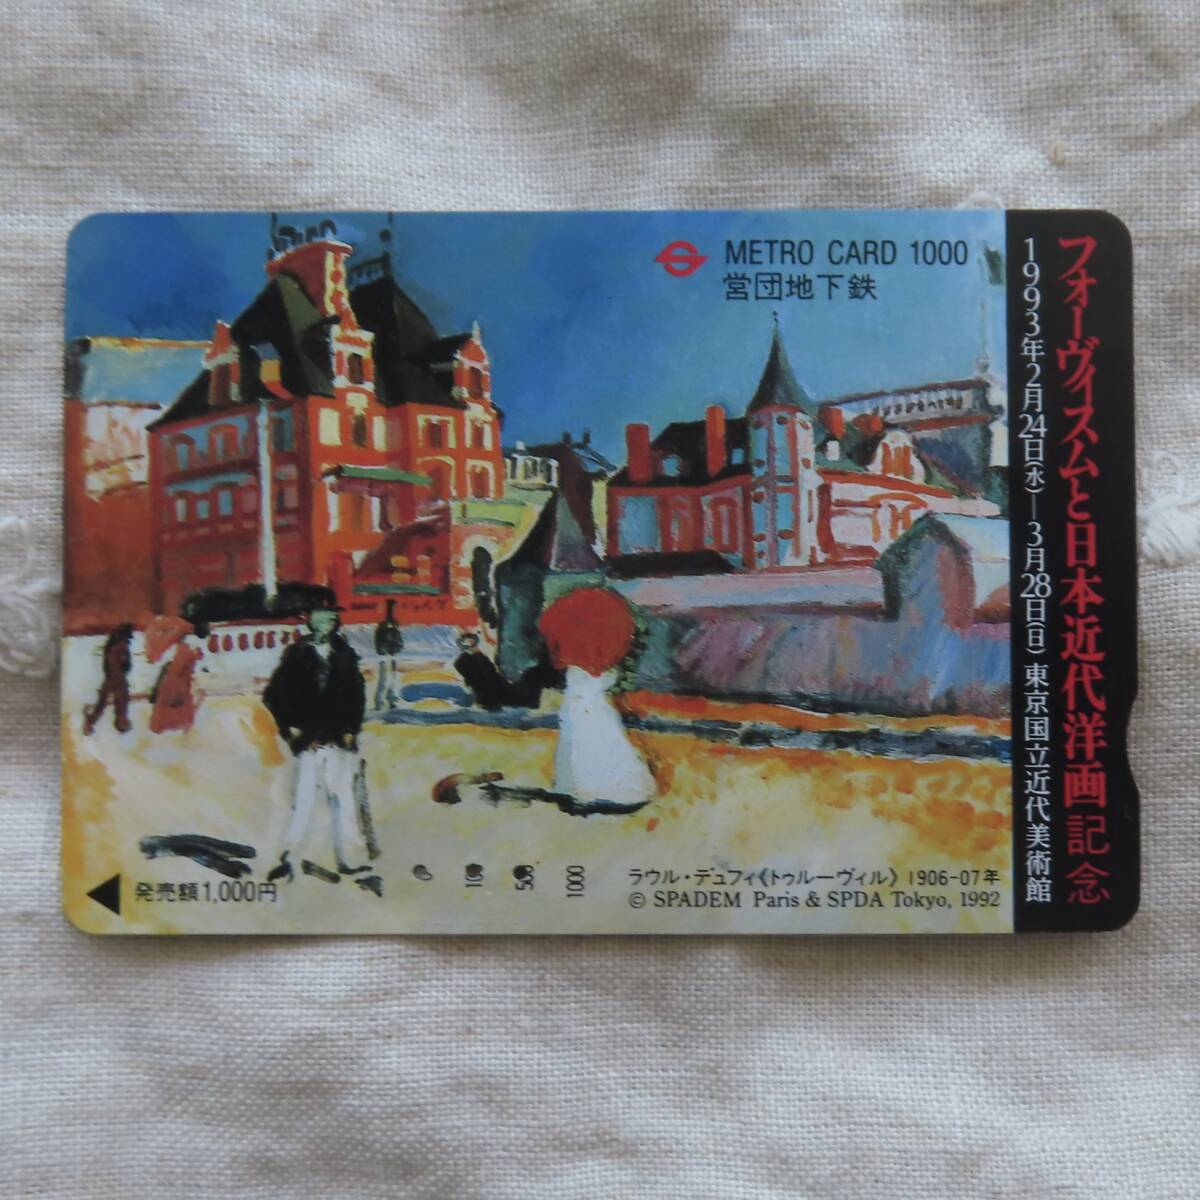 METRO CARD 1000
営団地下鉄
フォーヴィスムと日本近代洋画記念
1993年2月24日(水)―3月28日(日) 東京国立近代美術館
発売額1,000円
0 100 500 1000
ラウル・デュフィ《トゥルーヴィル》 1906-07年
© SPADEM Paris & SPDA Tokyo, 1992